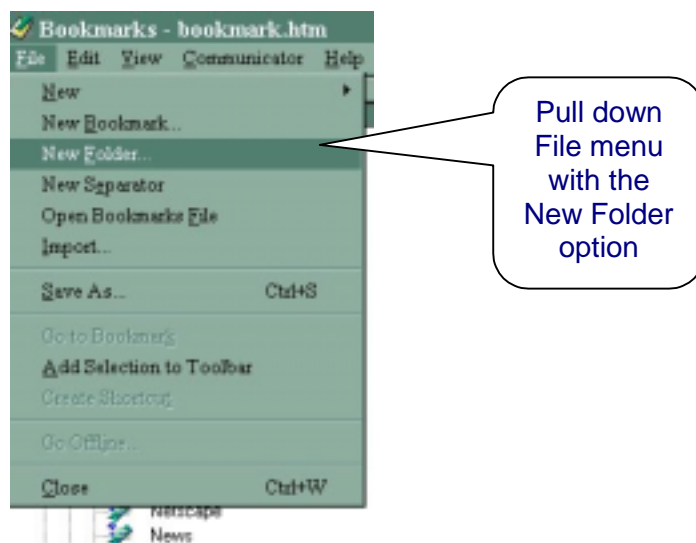 Bookmarks - bookmark.htm
File Edit View Communicator Help
New
New Bookmark...
New Folder...
New Separator
Open Bookmarks File
Import...
Save As... Ctrl+S
Go to Bookmark
Add Selection to Toolbar
Create Shortcut
Go Offline...
Close Ctrl+W
Netscape
News
Pull down
File menu
with the
New Folder
option